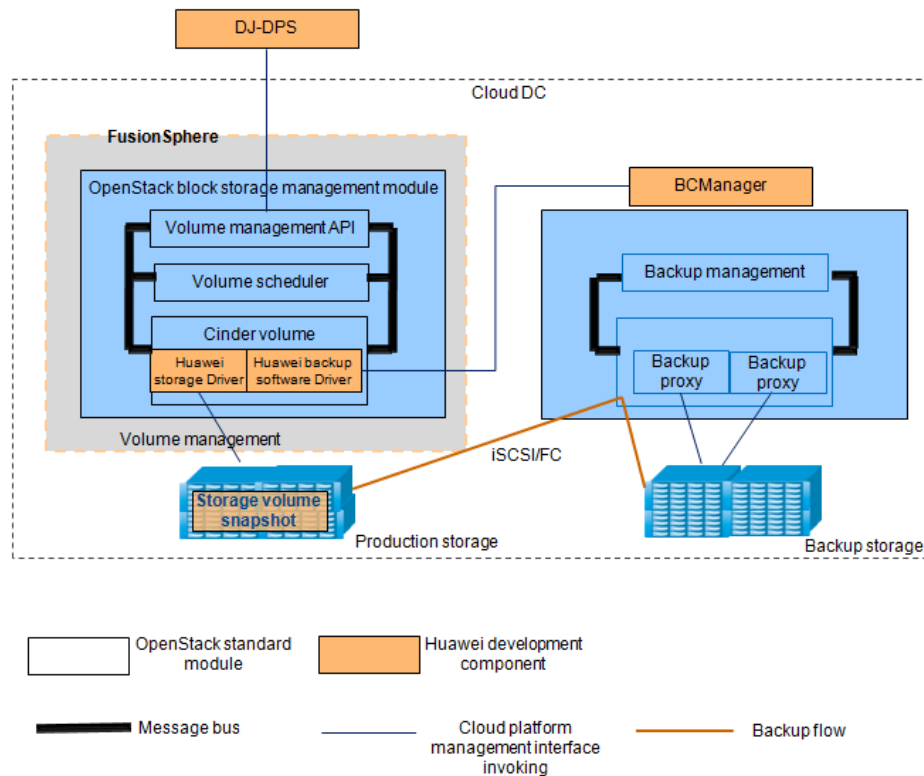 DJ-DPS
Cloud DC
FusionSphere
OpenStack block storage management module
BCManager
Volume management API
Volume scheduler
Backup management
Cinder volume
Huawei
storage Driver
Huawei backup
software Driver
Backup
proxy
Backup
proxy
Volume management
iSCSI/FC
Storage volume
snapshot
Production storage
Backup storage
OpenStack standard
module
Huawei development
component
Message bus
Cloud platform
management interface
invoking
Backup flow